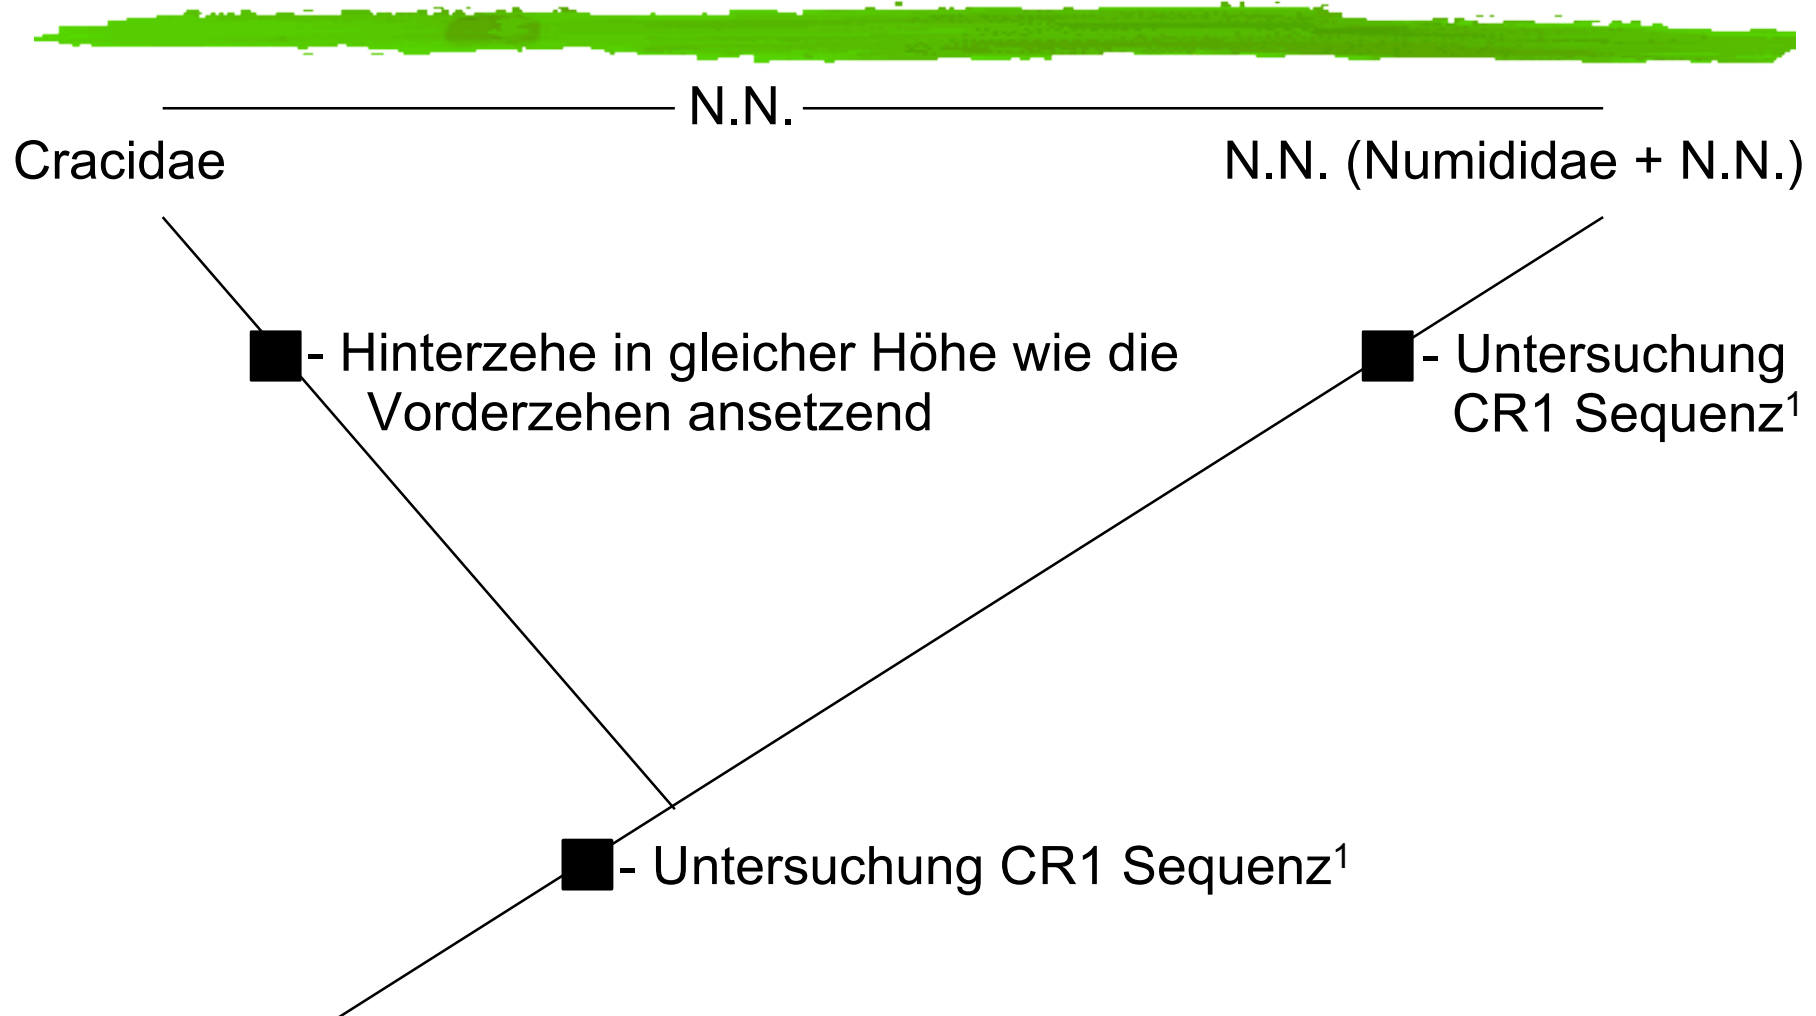 N.N.
Cracidae
N.N. (Numididae + N.N.)
- Hinterzehe in gleicher Höhe wie die
Vorderzehen ansetzend
- Untersuchung
CR1 Sequenz¹
- Untersuchung CR1 Sequenz¹